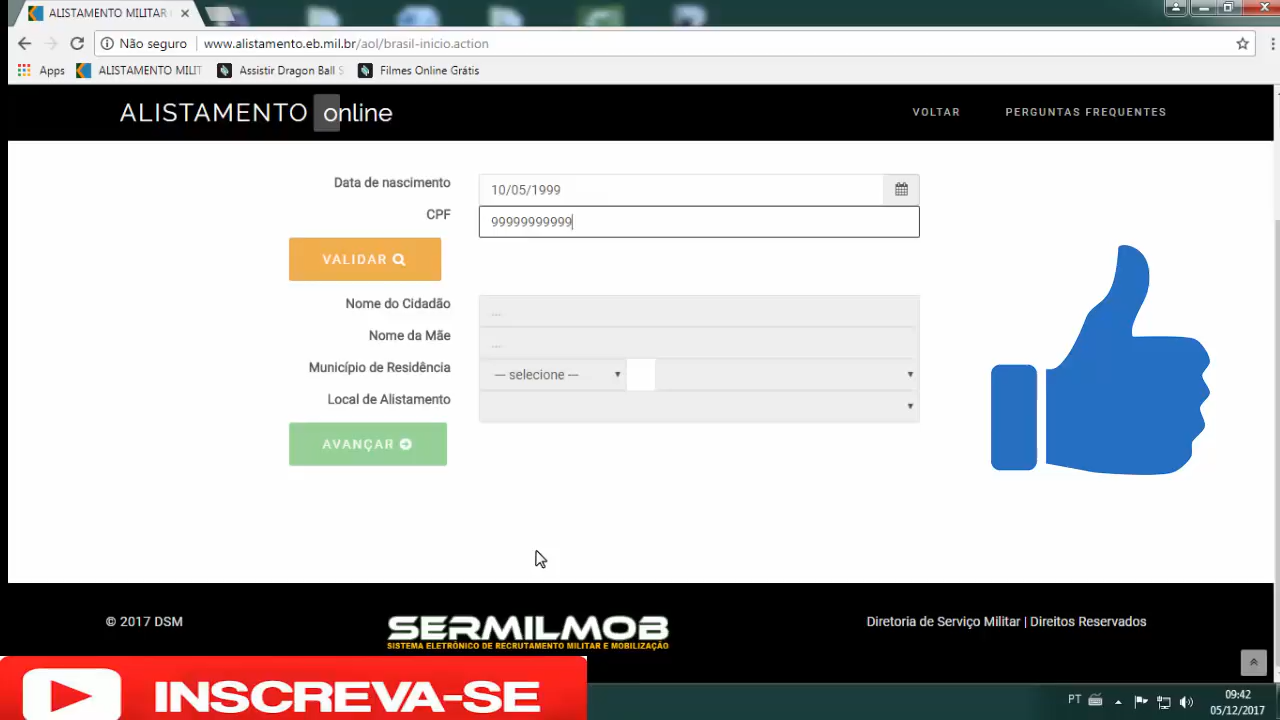 ALISTAMENTO MILITAR
Não seguro
www.alistamento.eb.mil.br/aol/brasil-inicio.action
Apps
ALISTAMENTO MILIT
Assistir Dragon Ball S
Filmes Online Grátis
ALISTAMENTO online
VOLTAR
PERGUNTAS FREQUENTES
Data de nascimento
10/05/1999
CPF
99999999999
VALIDAR
Nome do Cidadão
...
Nome da Mãe
...
Município de Residência
--- selecione ---
Local de Alistamento
AVANÇAR
© 2017 DSM
SERMILMOB
SISTEMA ELETRÔNICO DE RECRUTAMENTO MILITAR E MOBILIZAÇÃO
Diretoria de Serviço Militar | Direitos Reservados
INSCREVA-SE
PT
09:42
05/12/2017